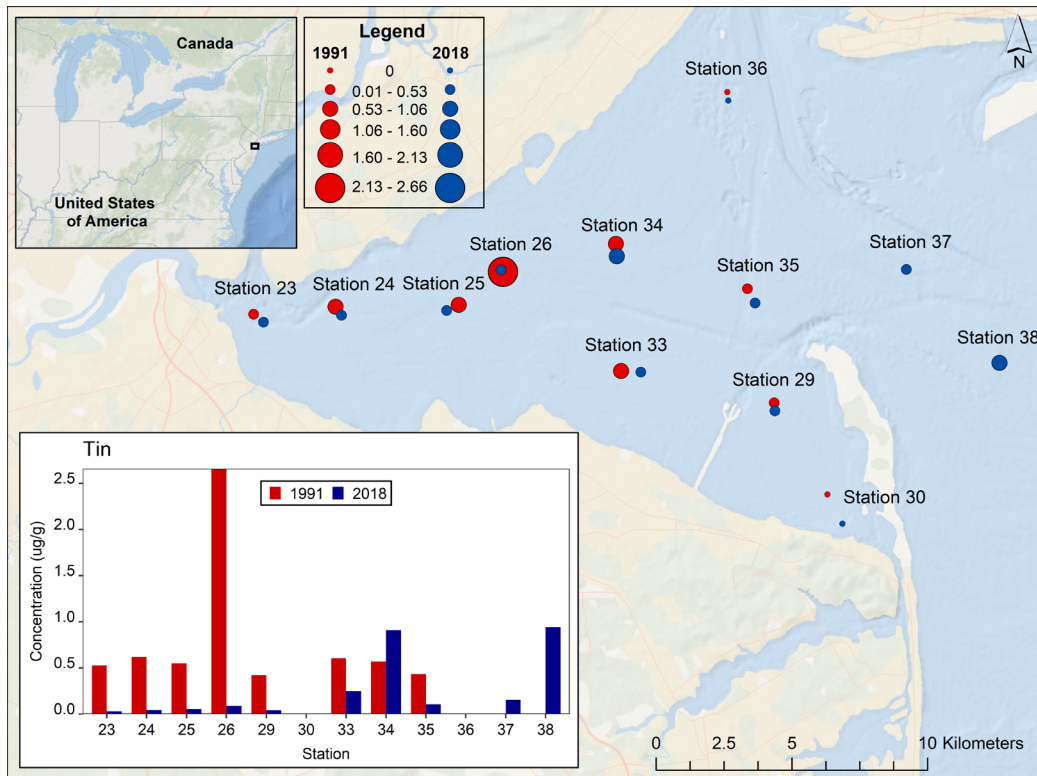 Canada
United States
of America
Legend
1991 2018
0
0.01 - 0.53
0.53 - 1.06
1.06 - 1.60
1.60 - 2.13
2.13 - 2.66
N
Station 36
Station 34
Station 26
Station 37
Station 35
Station 23
Station 24
Station 25
Station 38
Station 33
Station 29
Station 30
Tin
1991 2018
Concentration (ug/g)
2.5
2.0
1.5
1.0
0.5
0.0
23 24 25 26 29 30 33 34 35 36 37 38
Station
0 2.5 5 10 Kilometers